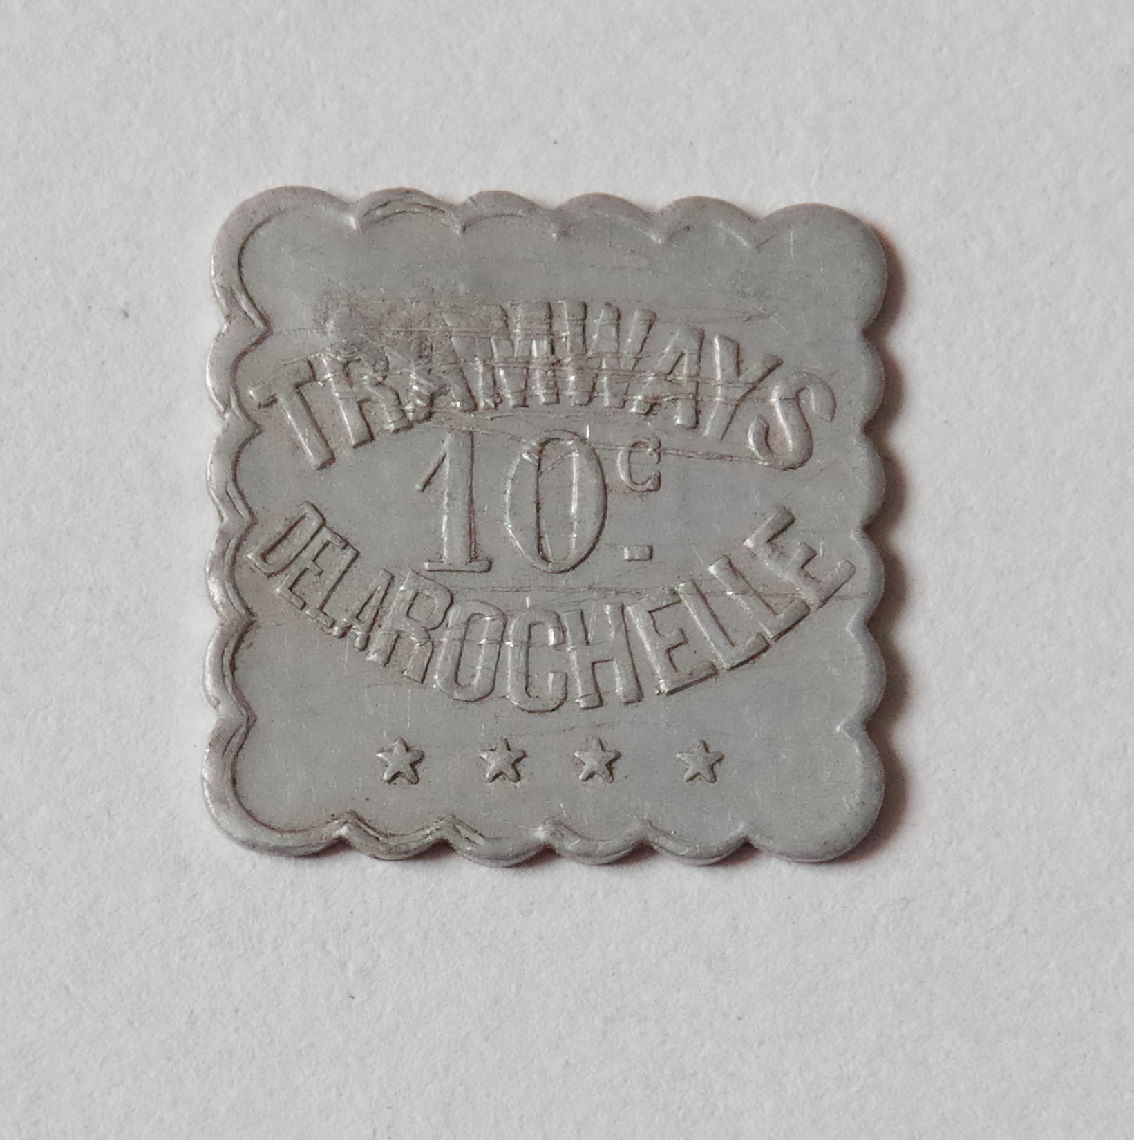 TRAMWAYS
10c.
DE LA ROCHELLE